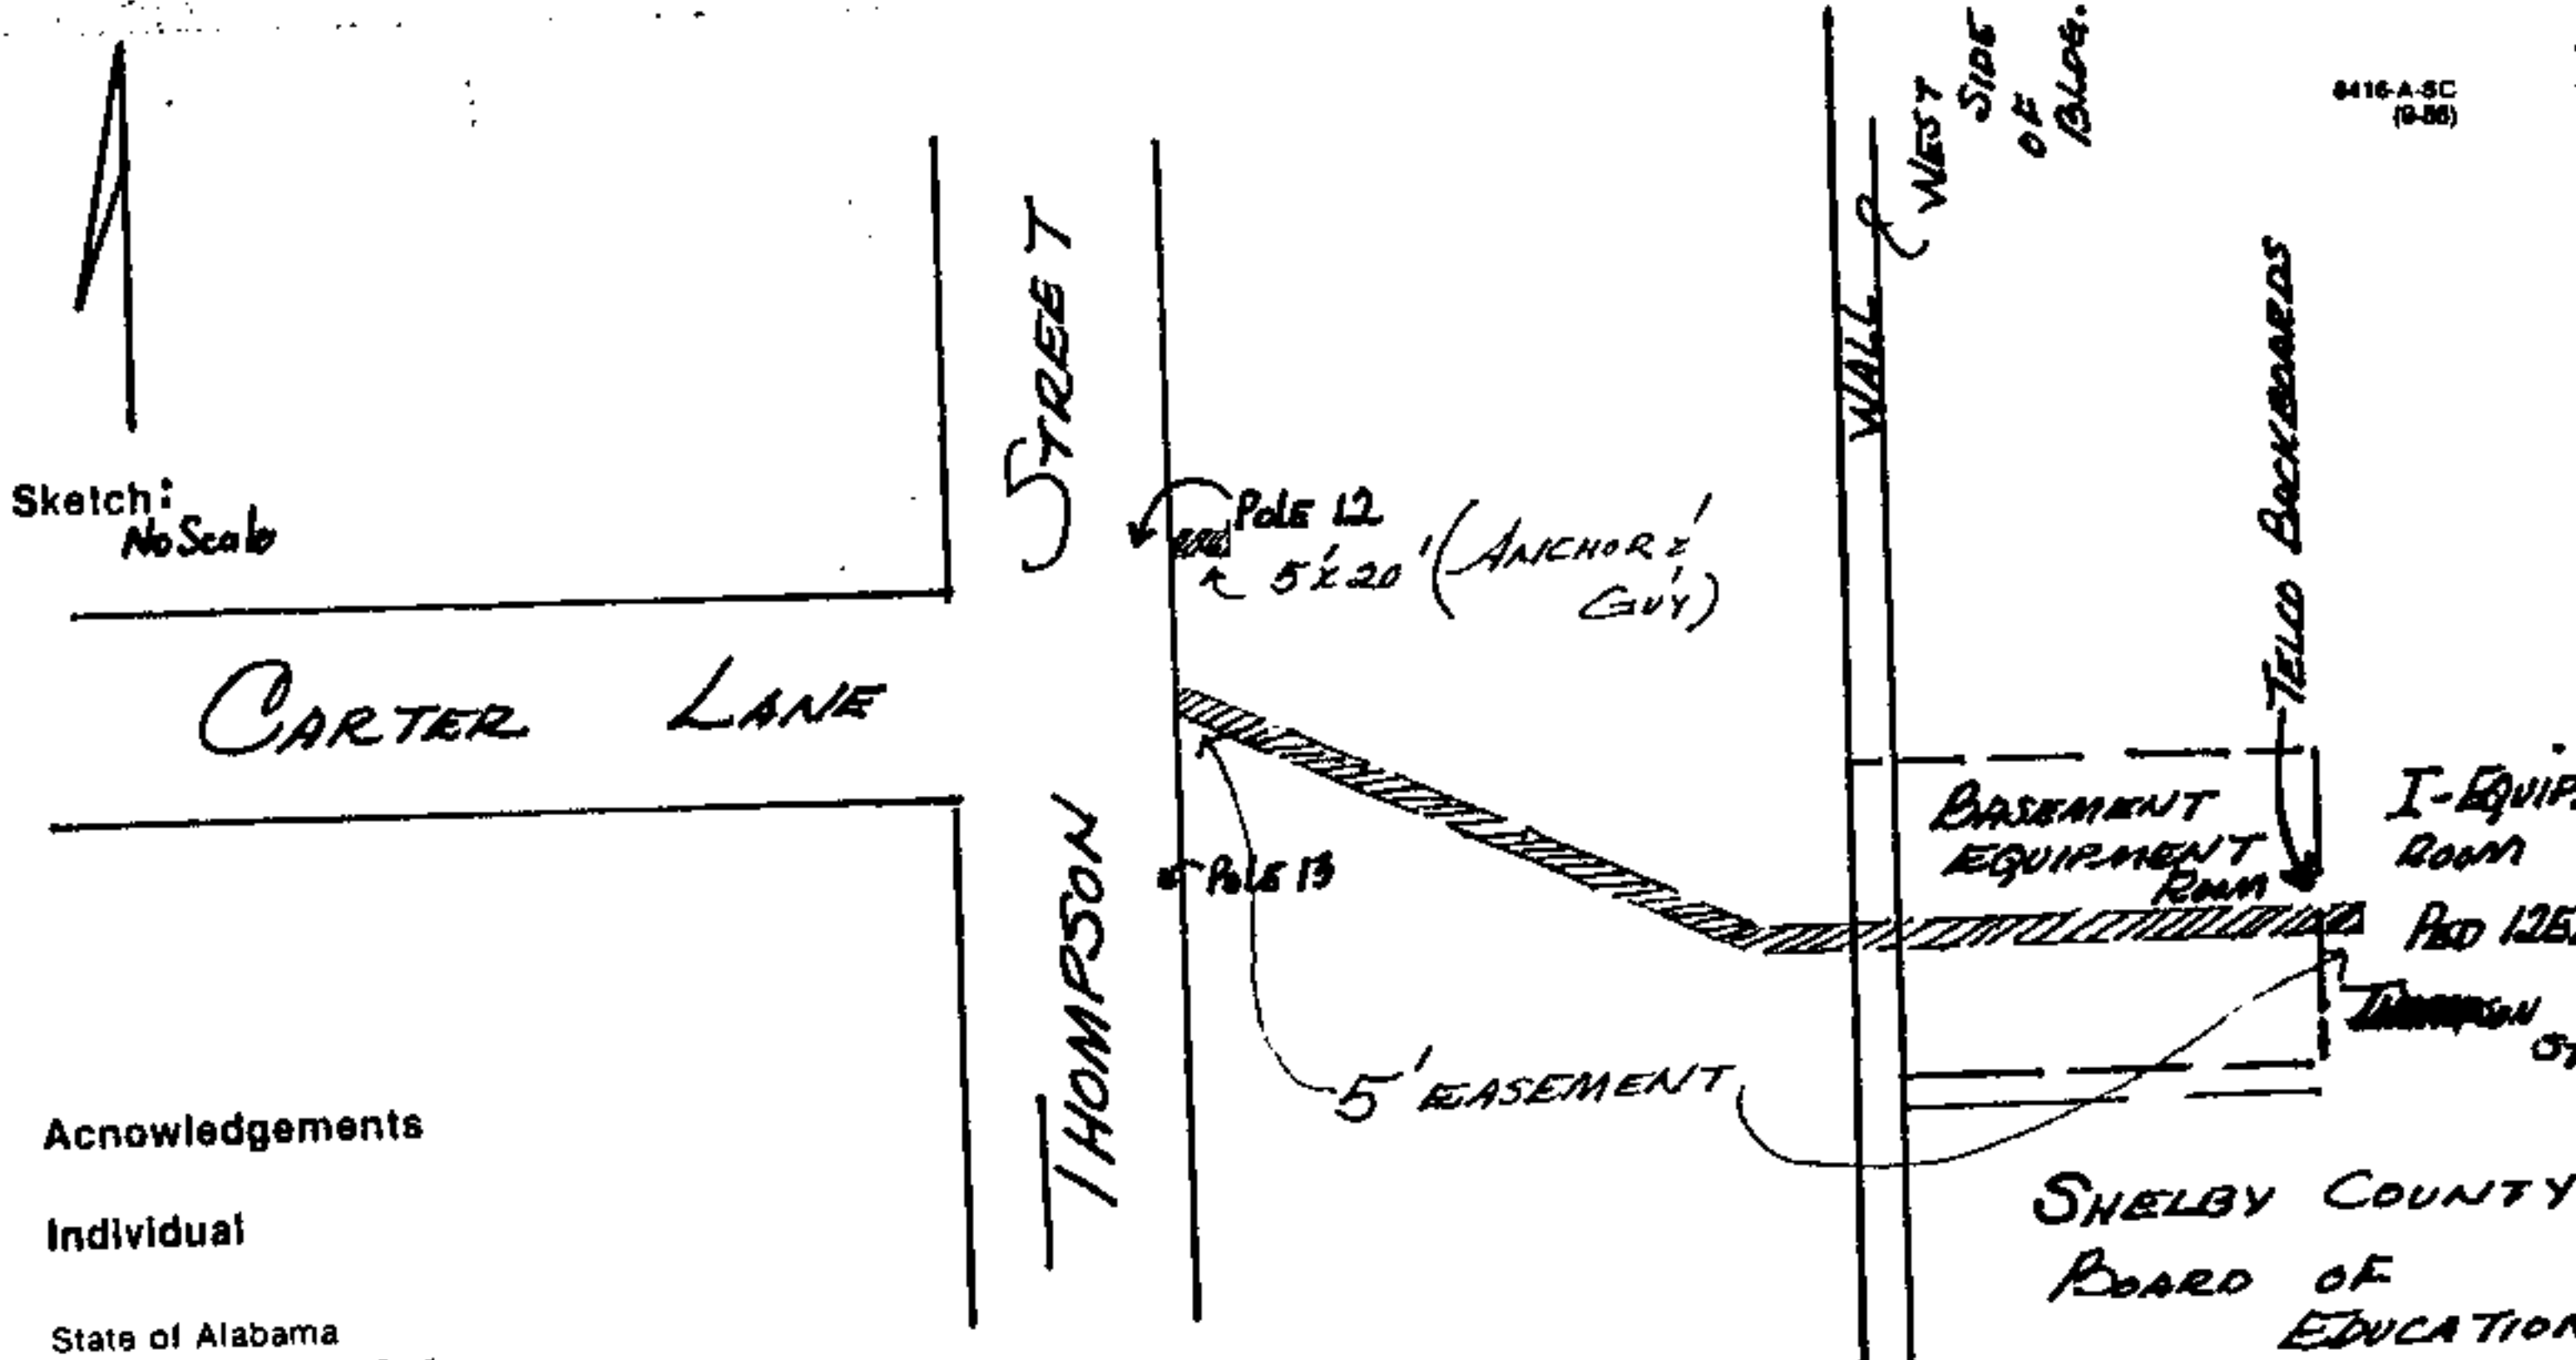 8416-A-SC
WEST
SIDE
OF
BLDG.
WALL
Sketch:
No Scale
STREET
POLE 12
5'x20' (ANCHOR &
GUY)
TELCO BACKBOARDS
CARTER LANE
BASEMENT
EQUIPMENT
ROOM
I-EQUIP.
ROOM
POLE 13
THOMPSON
PED
5' EASEMENT
Acnowledgements
Individual
SHELBY COUNTY
BOARD OF
EDUCATION
State of Alabama